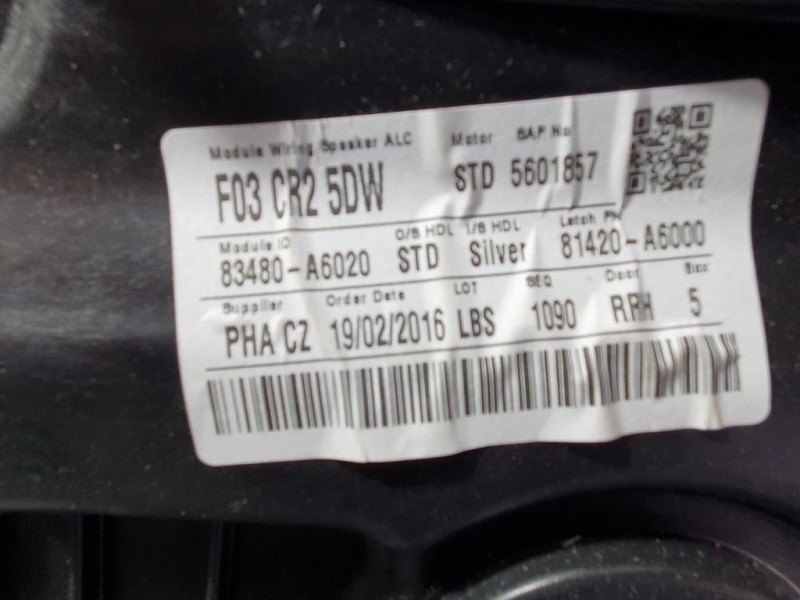 Module Wiring Speaker ALC Motor SAP No
F03 CR2 5DW STD 5601857
Module ID O/S HDL I/S HDL Latch PN
83480-A6020 STD Silver 81420-A6000
Supplier Order Date LOT SEQ Door Box
PHA CZ 19/02/2016 LBS 1090 RRH 5